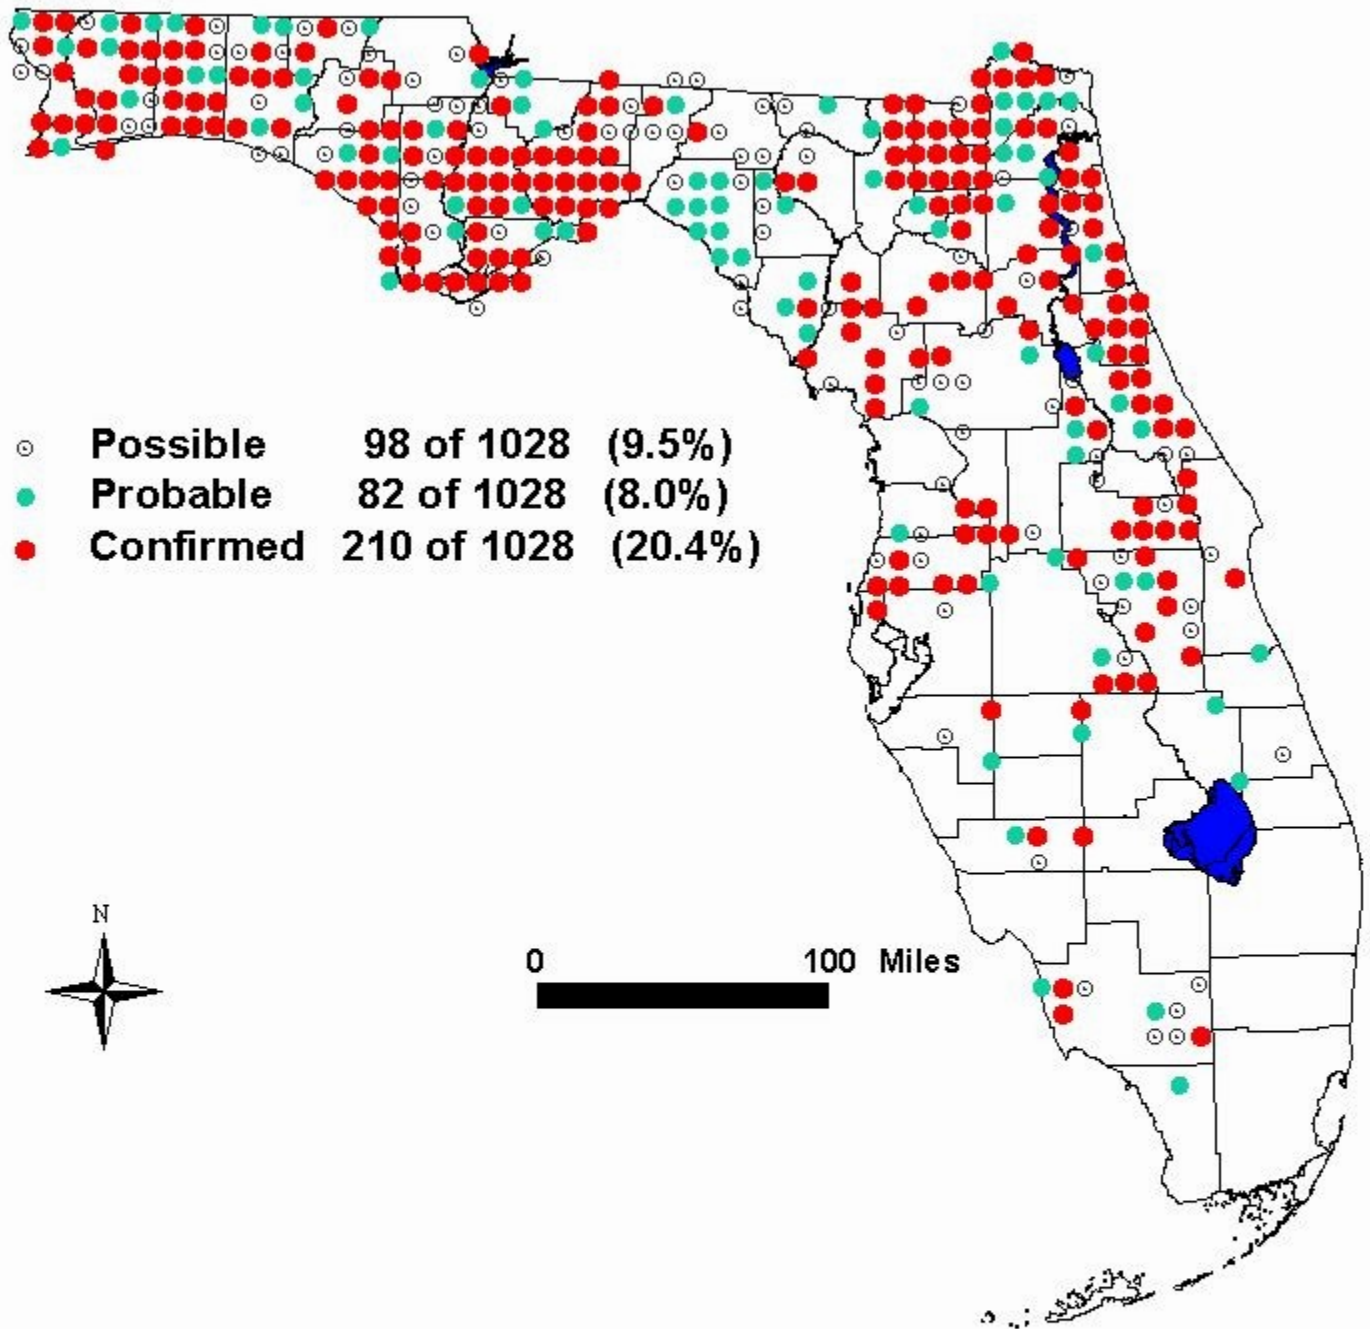 Possible 98 of 1028 (9.5%)
Probable 82 of 1028 (8.0%)
Confirmed 210 of 1028 (20.4%)
N
0 100 Miles